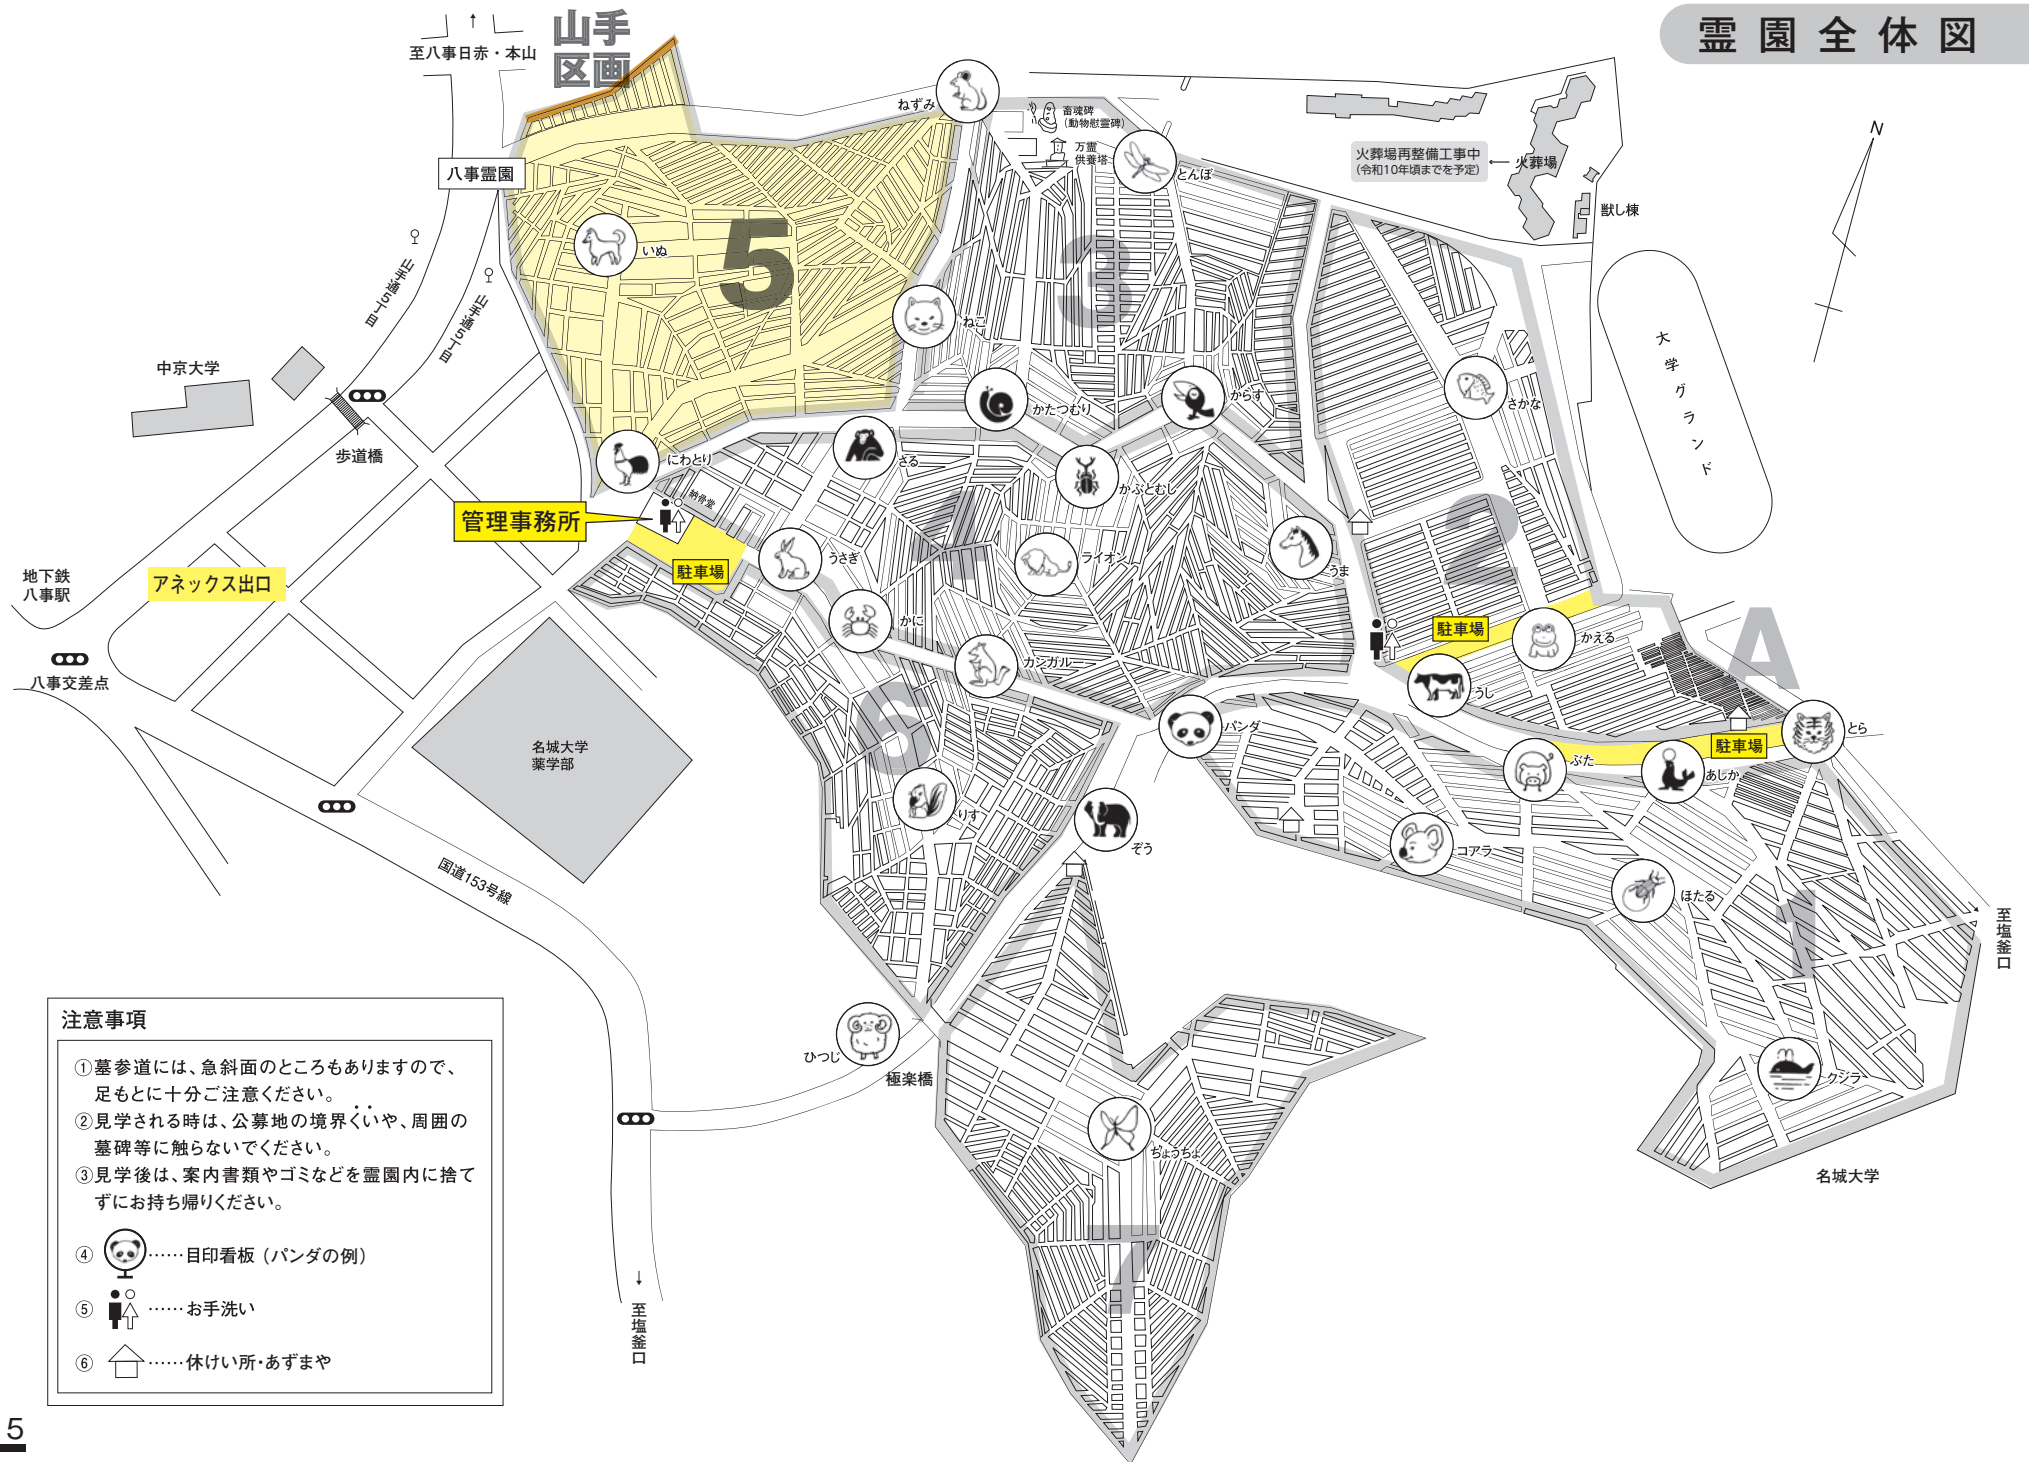 霊園全体図
至八事日赤・本山
山手
区画
ねずみ
畜魂碑
(動物慰霊碑)
万霊
供養塔
とんぼ
火葬場再整備工事中
(令和10年頃までを予定)
火葬場
獣し棟
N
八事霊園
いぬ
5
3
ねこ
山手通5丁目
山手通5丁目
大学グランド
中京大学
歩道橋
かたつむり
からす
さかな
にわとり
さる
かぶとむし
納骨堂
管理事務所
4
2
駐車場
うさぎ
ライオン
うま
地下鉄
八事駅
アネックス出口
かに
カンガルー
駐車場
かえる
A
八事交差点
6
うし
パンダ
とら
名城大学
薬学部
駐車場
ぶた
あしか
りす
ぞう
コアラ
ほたる
1
国道153号線
至塩釜口
ひつじ
極楽橋
クジラ
ちょうちょ
名城大学
7
至塩釜口
注意事項
①墓参道には、急斜面のところもありますので、
足もとに十分ご注意ください。
②見学される時は、公募地の境界くいや、周囲の
墓碑等に触らないでください。
③見学後は、案内書類やゴミなどを霊園内に捨て
ずにお持ち帰りください。
④……目印看板(パンダの例)
⑤……お手洗い
⑥……休けい所・あずまや
5